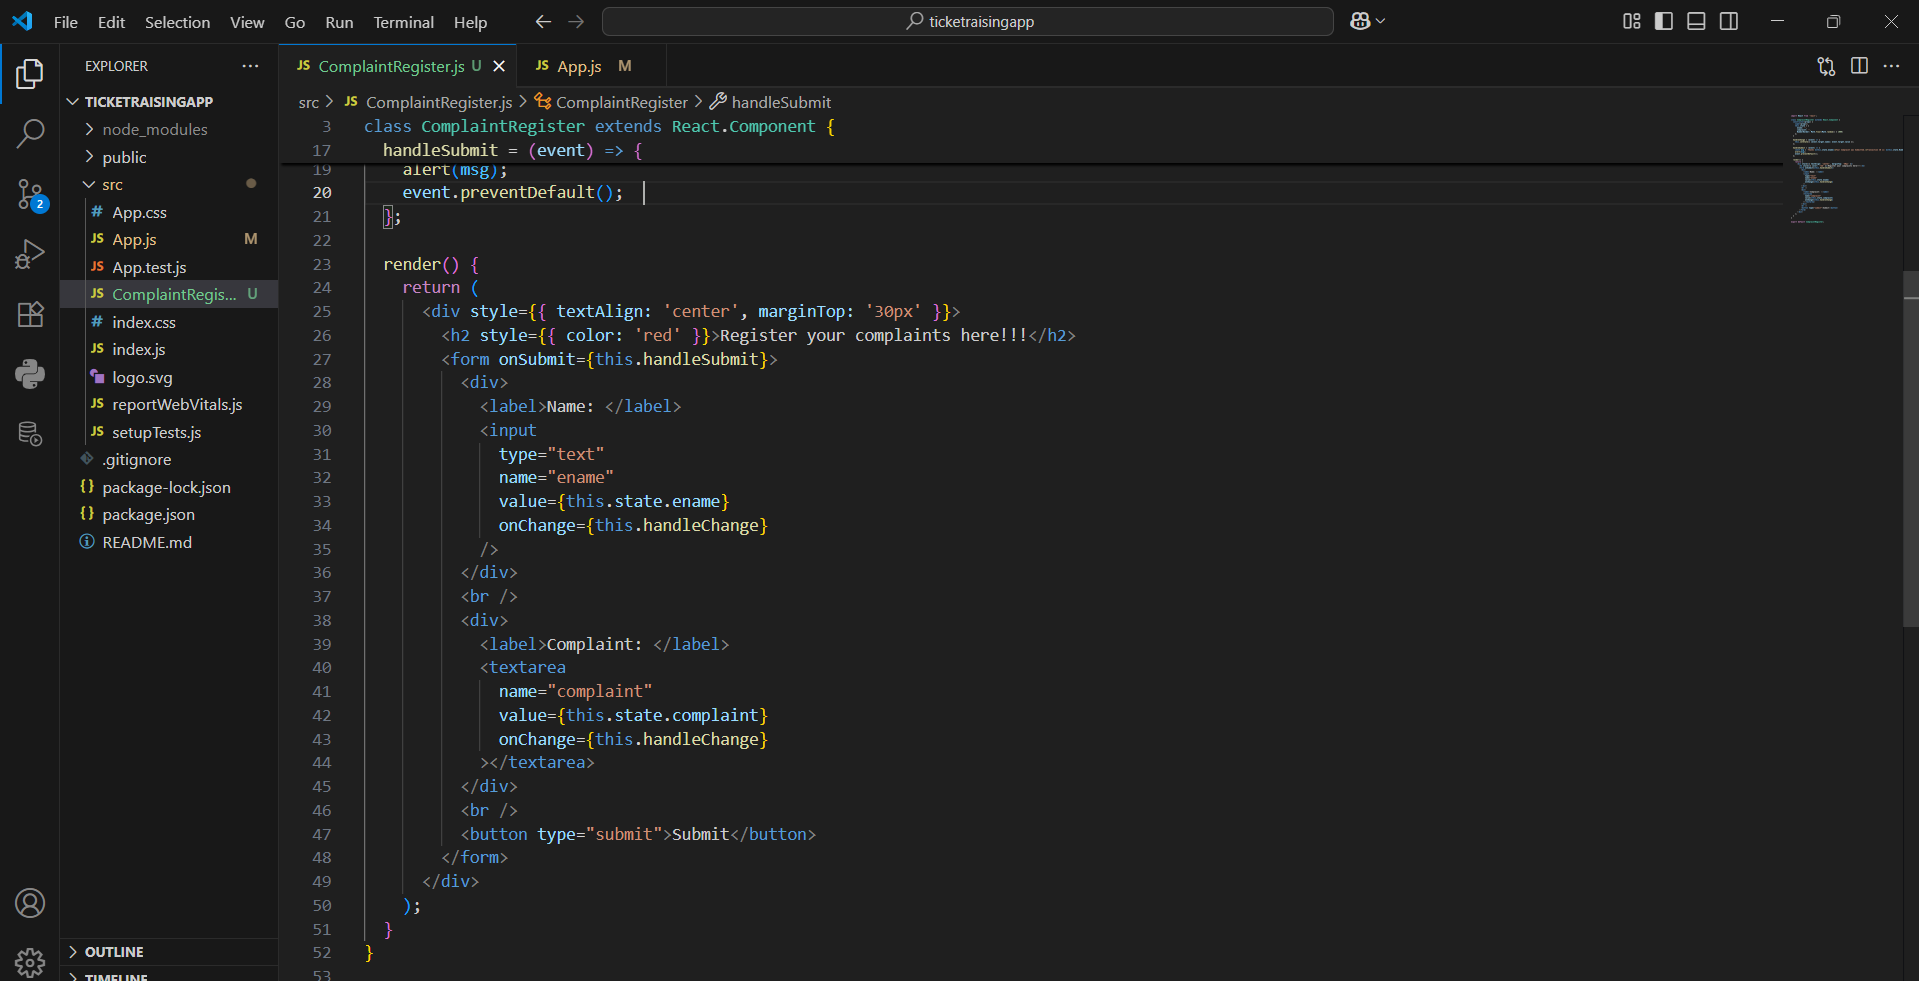 File Edit Selection View Go Run Terminal Help
ticketraisingapp
EXPLORER
TICKETRAISINGAPP
node_modules
public
src
App.css
App.js M
App.test.js
ComplaintRegis... U
index.css
index.js
logo.svg
reportWebVitals.js
setupTests.js
.gitignore
package-lock.json
package.json
README.md
OUTLINE
TIMELINE
2
JS ComplaintRegister.js U
JS App.js M
src > JS ComplaintRegister.js > ComplaintRegister > handleSubmit
3 class ComplaintRegister extends React.Component {
17 handleSubmit = (event) => {
19 alert(msg);
20 event.preventDefault();
21 };
22
23 render() {
24 return (
25 <div style={{ textAlign: 'center', marginTop: '30px' }}>
26 <h2 style={{ color: 'red' }}>Register your complaints here!!!</h2>
27 <form onSubmit={this.handleSubmit}>
28 <div>
29 <label>Name: </label>
30 <input
31 type="text"
32 name="ename"
33 value={this.state.ename}
34 onChange={this.handleChange}
35 />
36 </div>
37 <br />
38 <div>
39 <label>Complaint: </label>
40 <textarea
41 name="complaint"
42 value={this.state.complaint}
43 onChange={this.handleChange}
44 ></textarea>
45 </div>
46 <br />
47 <button type="submit">Submit</button>
48 </form>
49 </div>
50 );
51 }
52 }
53